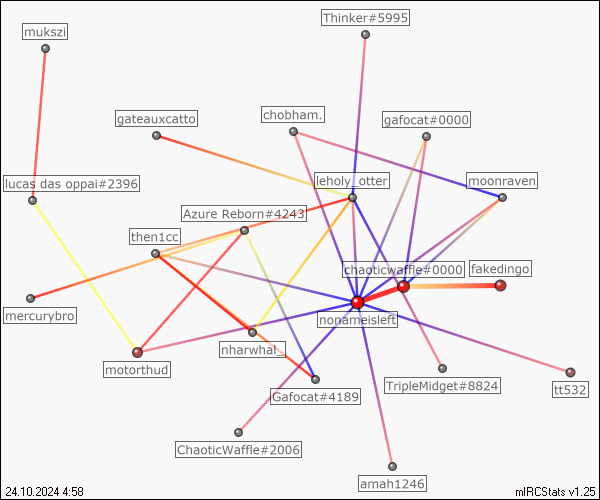 Thinker#5995
mukszi
gateauxcatto
chobham.
gafocat#0000
lucas das oppai#2396
leholy_otter
moonraven
Azure Reborn#4243
then1cc
chaoticwaffle#0000
fakedingo
mercurybro
nonameisleft
nharwhal_
motorthud
Gafocat#4189
TripleMidget#8824
tt532
ChaoticWaffle#2006
amah1246
24.10.2024 4:58
mIRCStats v1.25